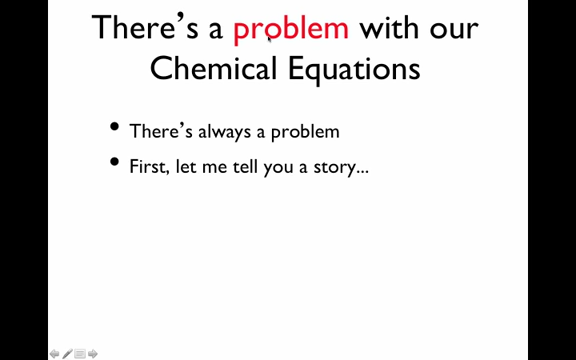 There’s a problem with our
Chemical Equations
• There’s always a problem
• First, let me tell you a story...